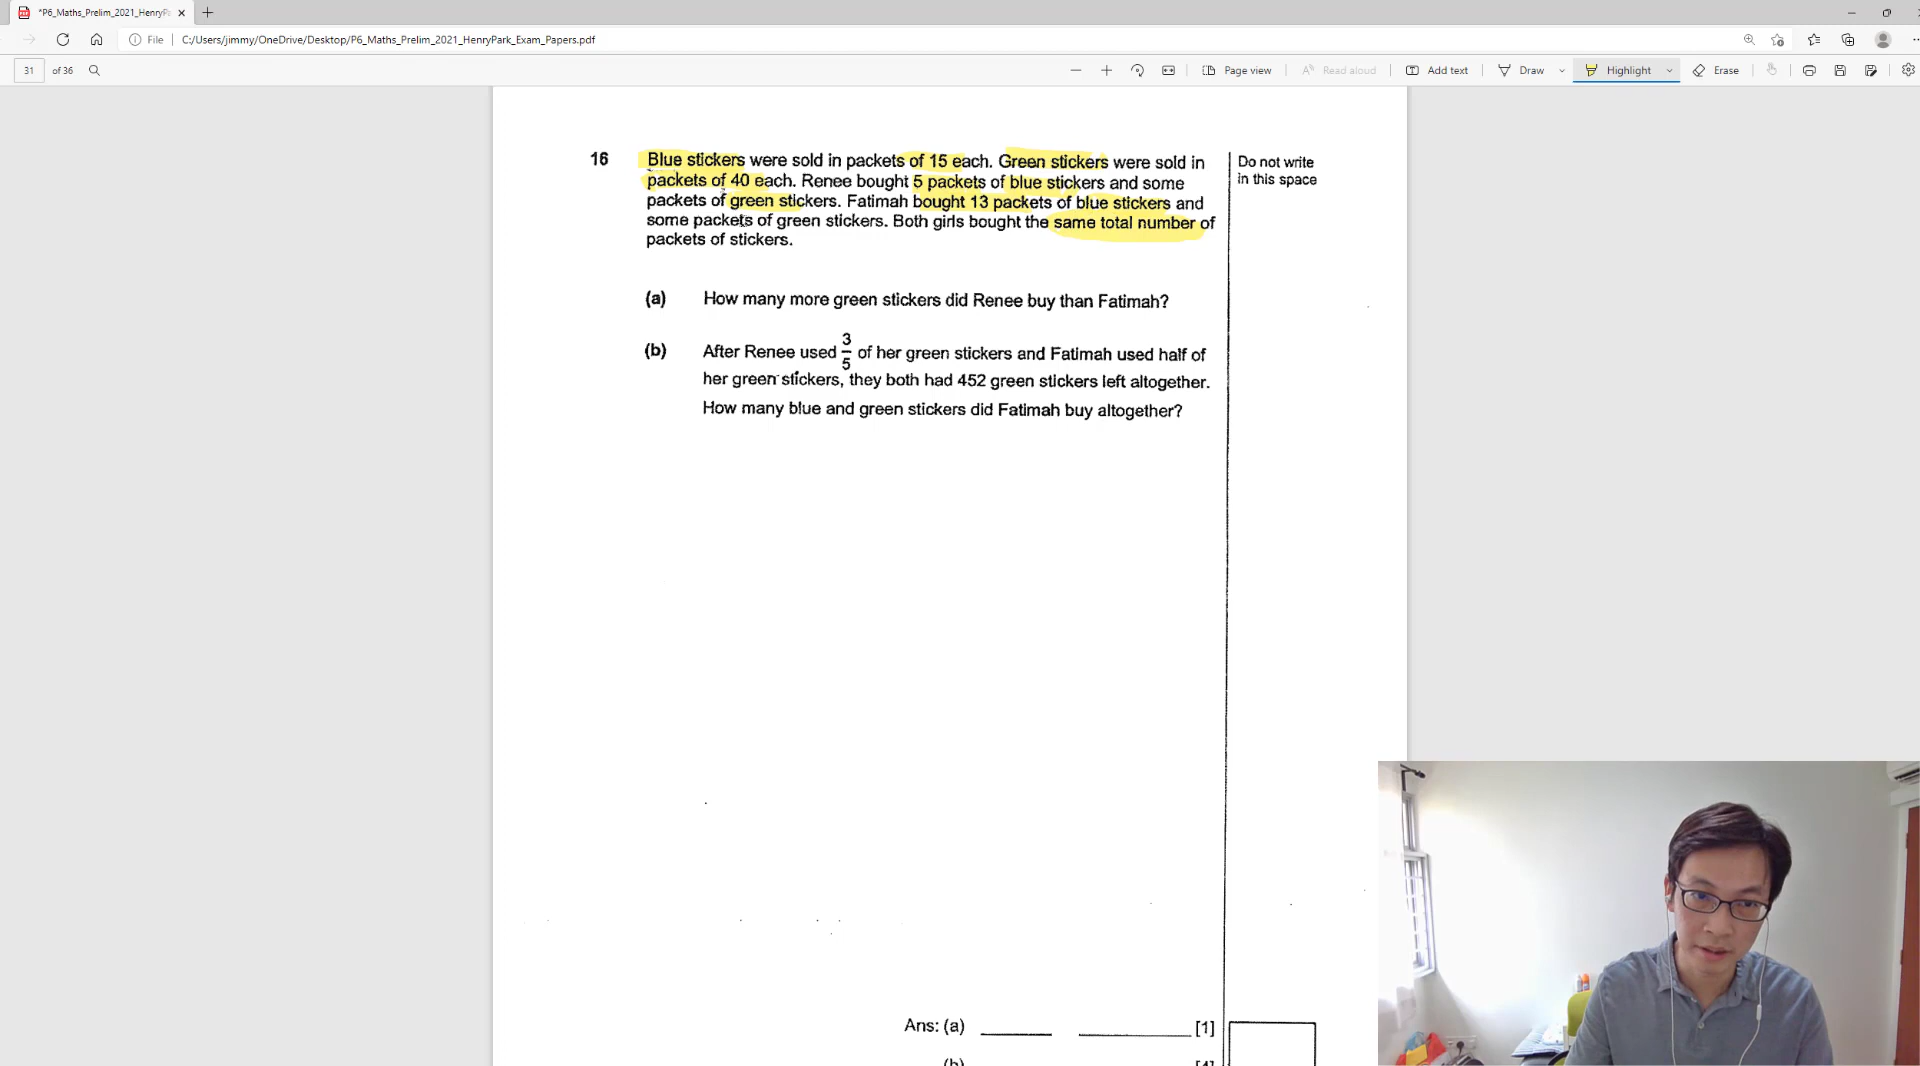 *P6_Maths_Prelim_2021_HenryPa
File
C:/Users/jimmy/OneDrive/Desktop/P6_Maths_Prelim_2021_HenryPark_Exam_Papers.pdf
31
of 36
Page view
Read aloud
Add text
Draw
Highlight
Erase
16
Blue stickers were sold in packets of 15 each. Green stickers were sold in
packets of 40 each. Renee bought 5 packets of blue stickers and some
packets of green stickers. Fatimah bought 13 packets of blue stickers and
some packets of green stickers. Both girls bought the same total number of
packets of stickers.
Do not write
in this space
(a) How many more green stickers did Renee buy than Fatimah?
(b) After Renee used 3/5 of her green stickers and Fatimah used half of
her green stickers, they both had 452 green stickers left altogether.
How many blue and green stickers did Fatimah buy altogether?
Ans: (a) ______ ____________ [1]
(b)